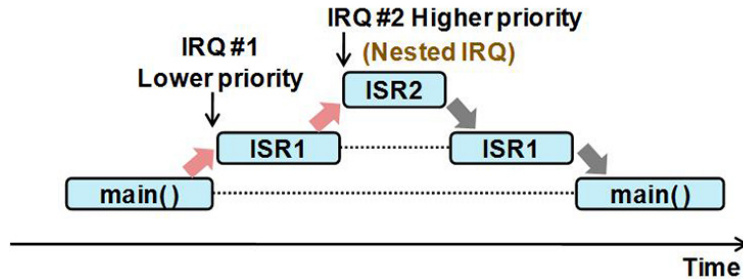 IRQ #1
Lower priority
IRQ #2 Higher priority
(Nested IRQ)
ISR2
ISR1
ISR1
main()
main()
Time